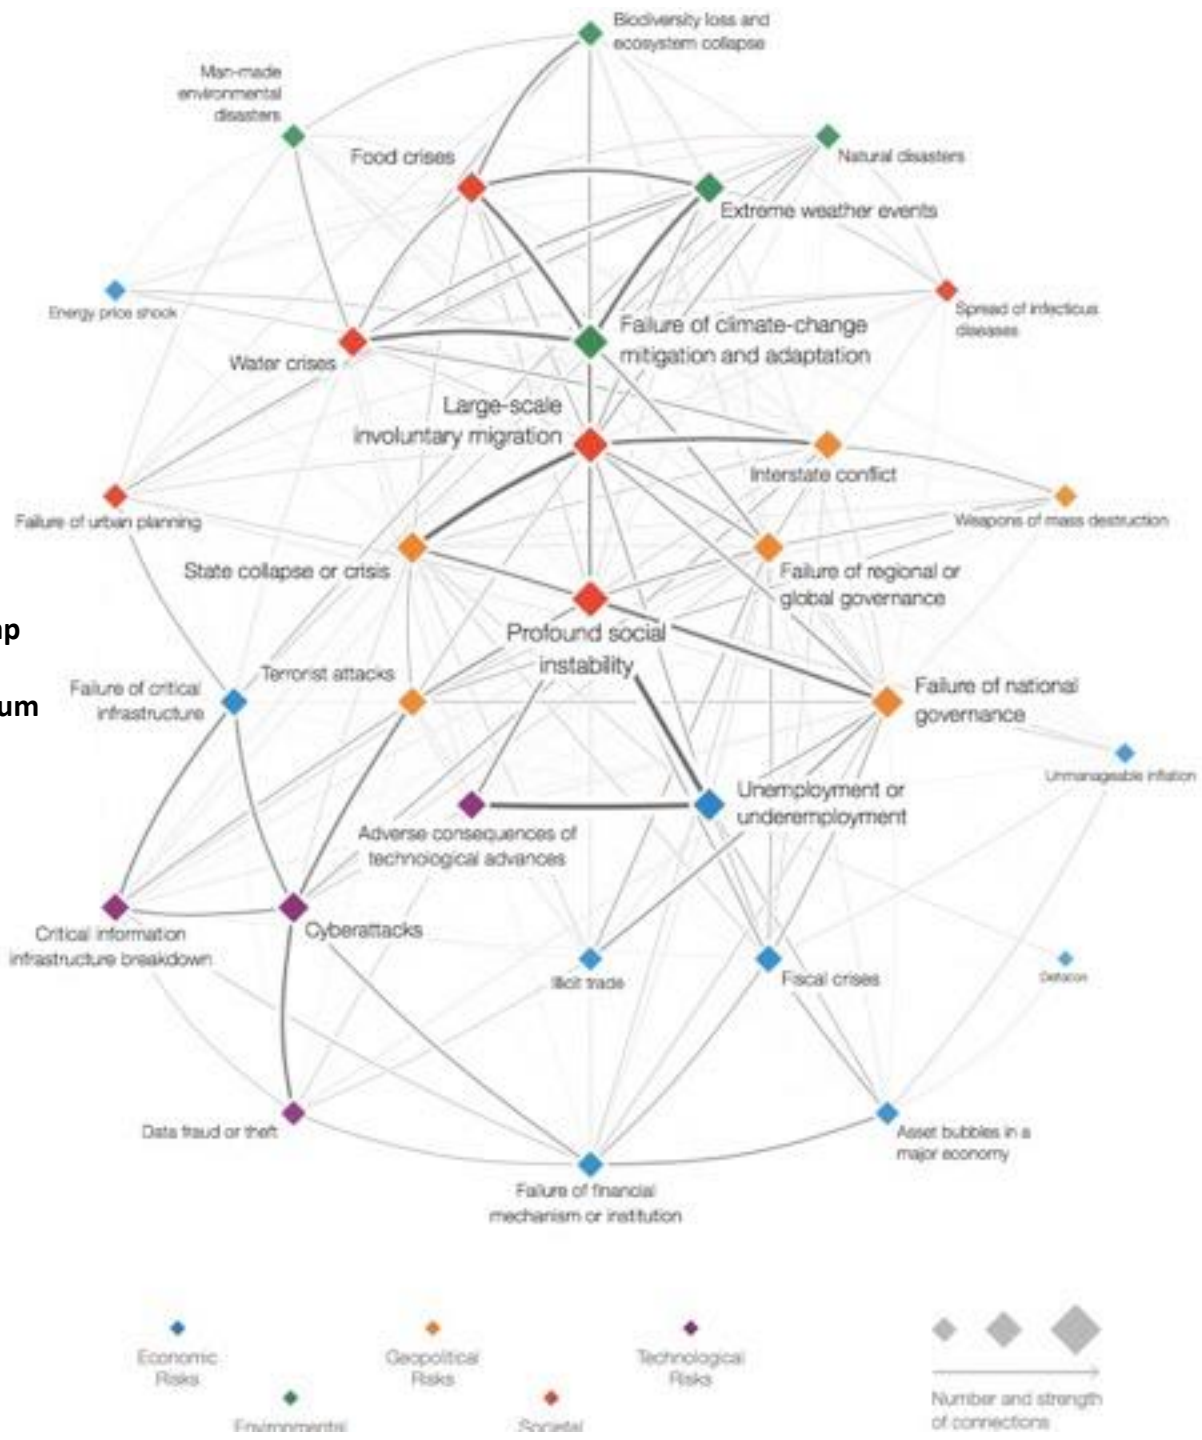 Biodiversity loss and
ecosystem collapse
Man-made
environmental
disasters
Food crises
Natural disasters
Extreme weather events
Energy price shock
Spread of infectious
diseases
Failure of climate-change
mitigation and adaptation
Water crises
Large-scale
involuntary migration
Interstate conflict
Failure of urban planning
Weapons of mass destruction
State collapse or crisis
Failure of regional or
global governance
Profound social
instability
Terrorist attacks
Failure of critical
infrastructure
Failure of national
governance
Unmanageable inflation
Unemployment or
underemployment
Adverse consequences of
technological advances
Critical information
infrastructure breakdown
Cyberattacks
Illicit trade
Fiscal crises
Deflation
Data fraud or theft
Asset bubbles in a
major economy
Failure of financial
mechanism or institution
Economic
Risks
Geopolitical
Risks
Technological
Risks
Environmental
Societal
Number and strength
of connections